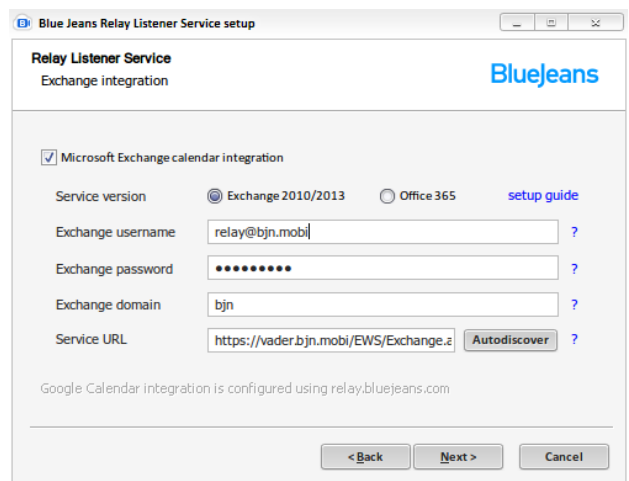 Blue Jeans Relay Listener Service setup
Relay Listener Service
Exchange integration
BlueJeans
Microsoft Exchange calendar integration
Service version Exchange 2010/2013 Office 365 setup guide
Exchange username relay@bjn.mobi ?
Exchange password ●●●●●●●●● ?
Exchange domain bjn ?
Service URL https://vader.bjn.mobi/EWS/Exchange.a Autodiscover ?
Google Calendar integration is configured using relay.bluejeans.com
< Back Next > Cancel